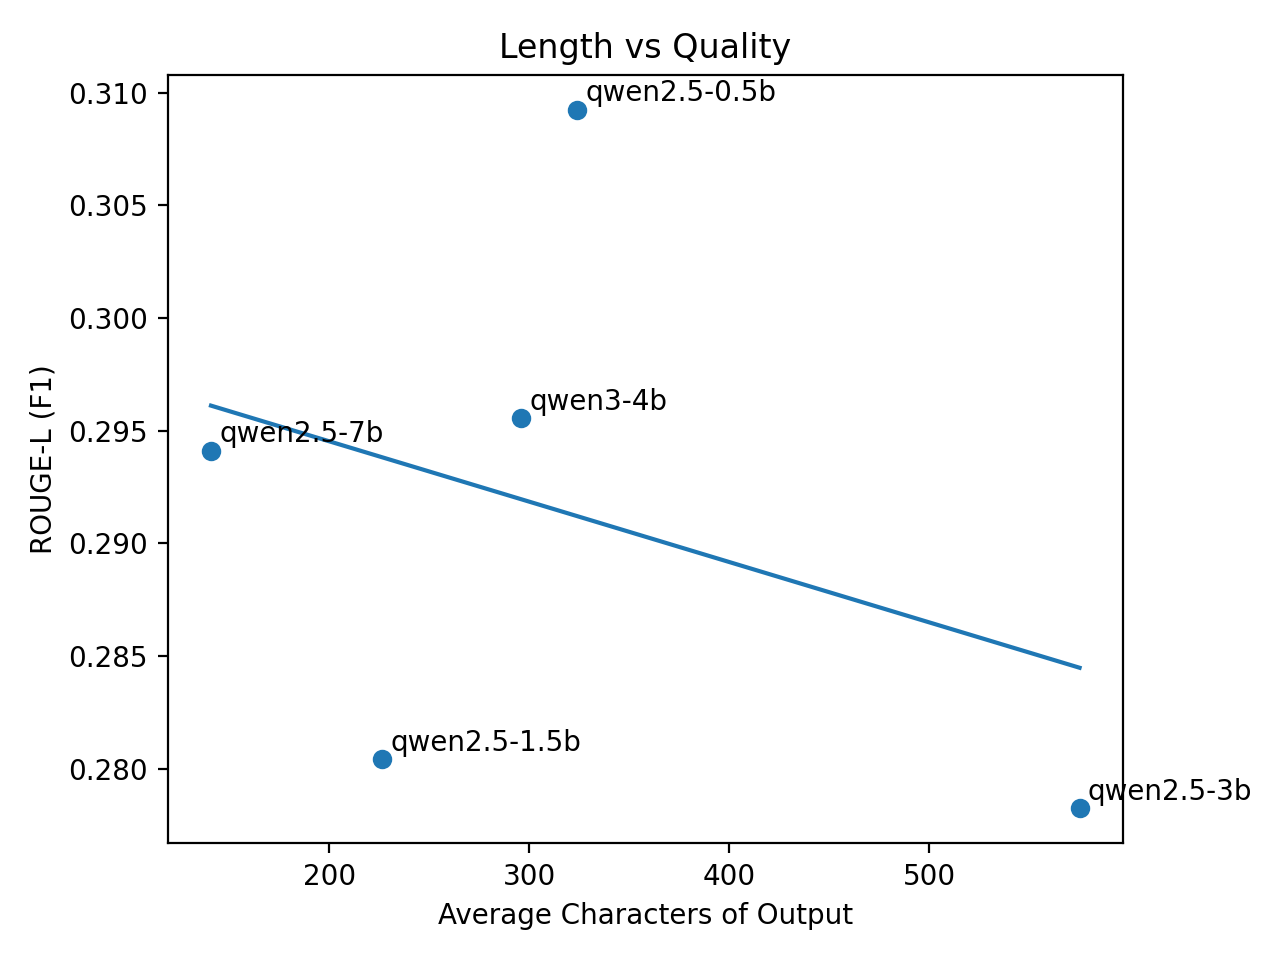 Length vs Quality
0.310
qwen2.5-0.5b
0.305
0.300
qwen3-4b
0.295
qwen2.5-7b
ROUGE-L (F1)
0.290
0.285
qwen2.5-1.5b
0.280
qwen2.5-3b
200 300 400 500
Average Characters of Output